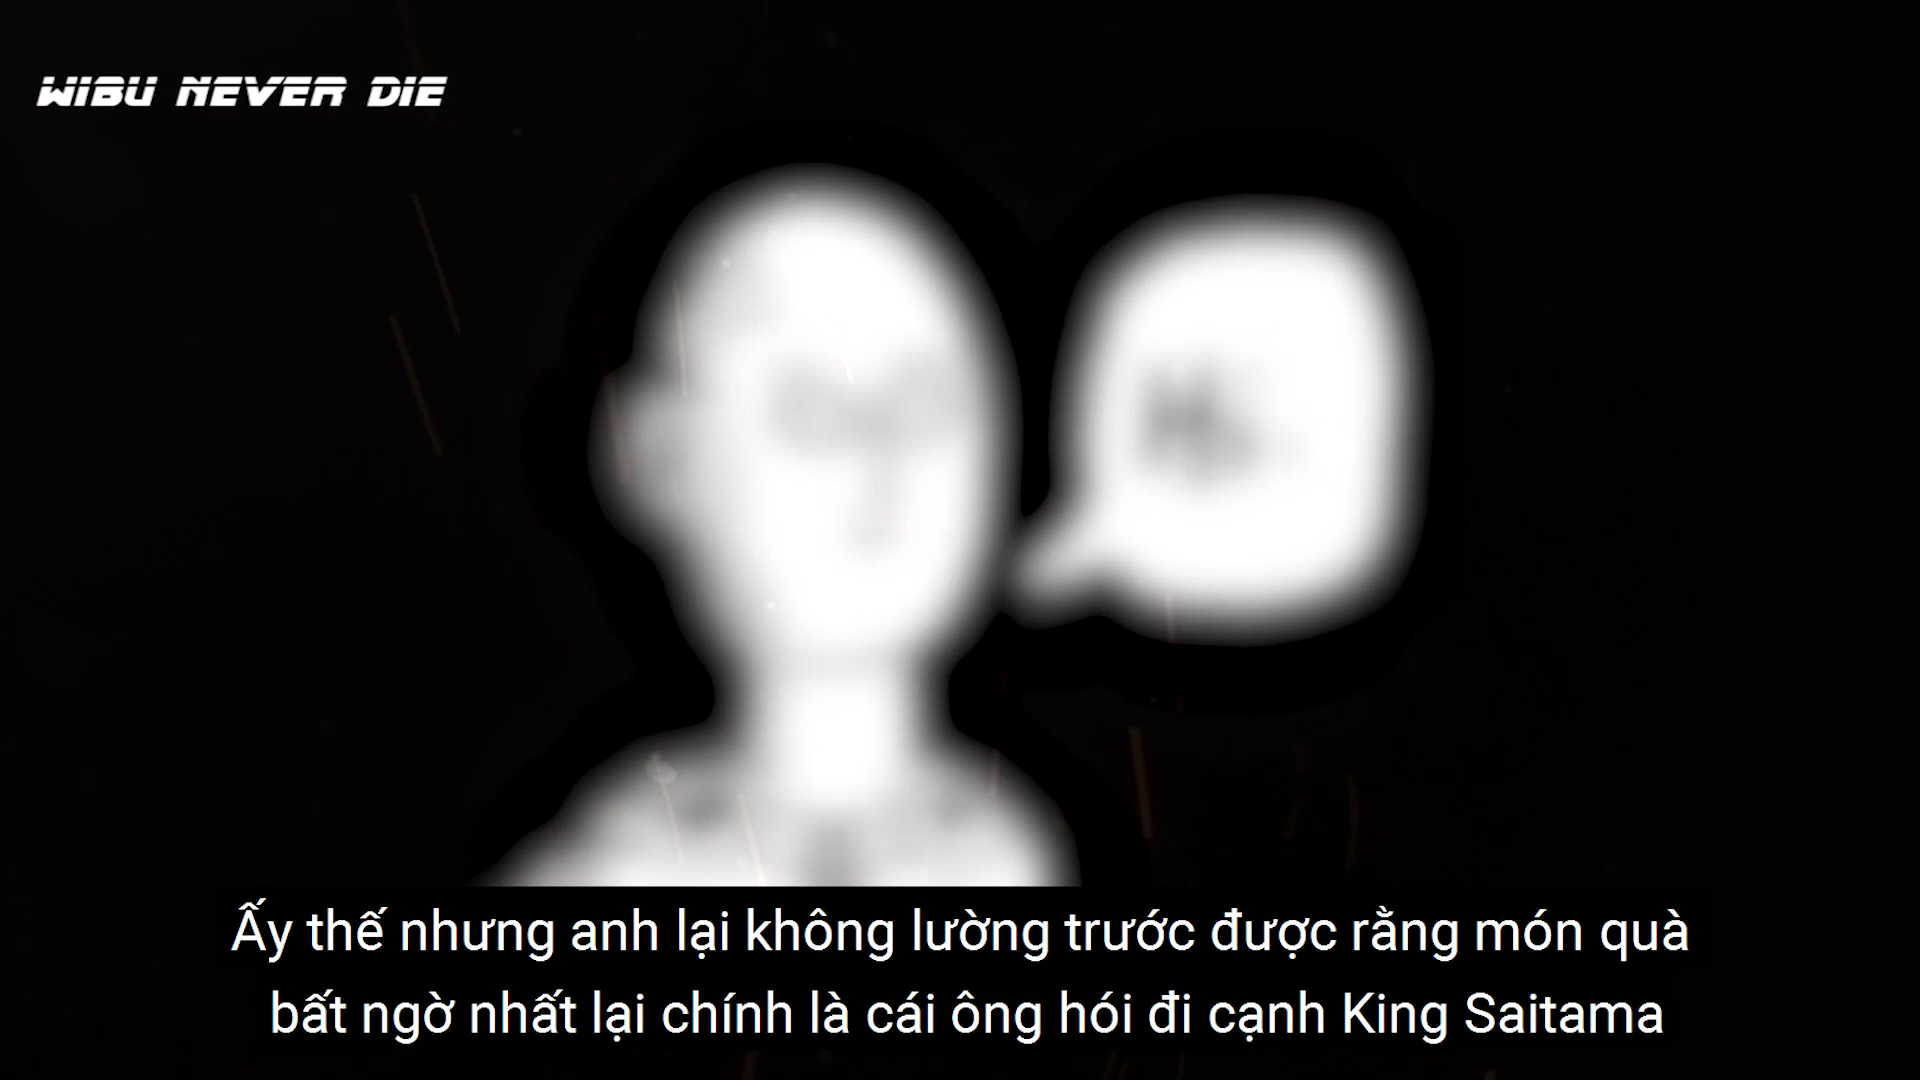 WIBU NEVER DIE
Ấy thế nhưng anh lại không lường trước được rằng món quà
bất ngờ nhất lại chính là cái ông hói đi cạnh King Saitama